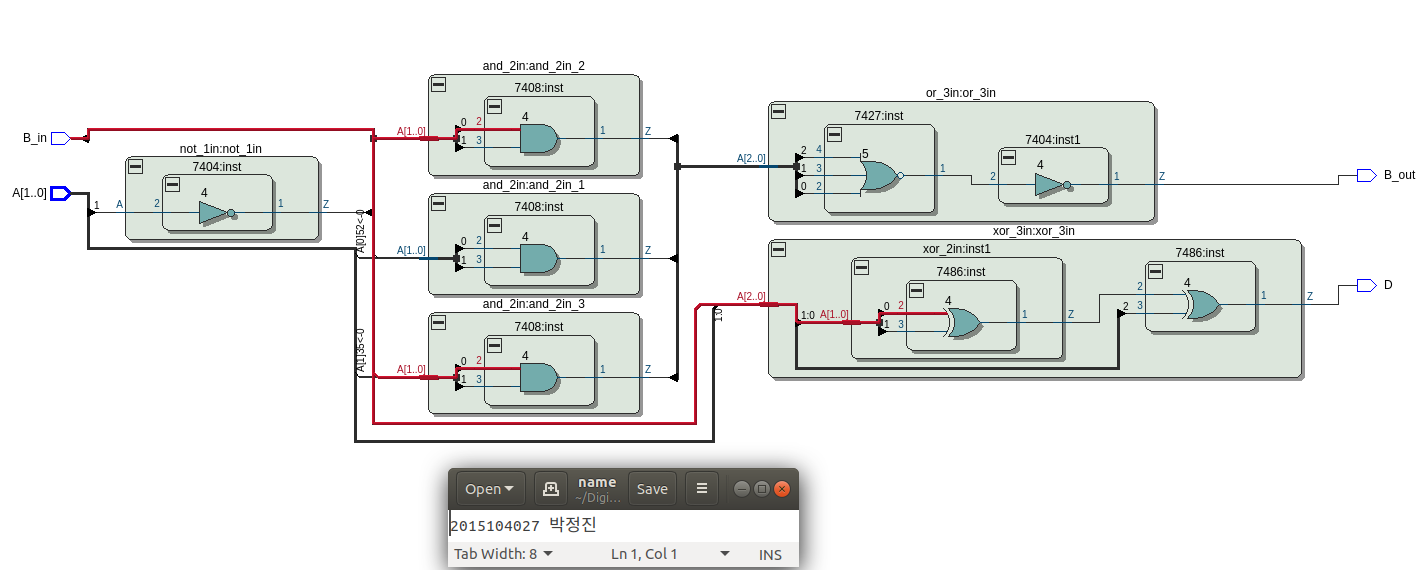 and_2in:and_2in_2
7408:inst
4
A[1..0]
0 2
1 3
1
Z
B_in
A[1..0]
not_1in:not_1in
7404:inst
4
1
A
2
1
Z
A[0]52<-0
and_2in:and_2in_1
7408:inst
4
A[1..0]
0 2
1 3
1
Z
and_2in:and_2in_3
7408:inst
4
A[1]35<-0
A[1..0]
0 2
1 3
1
Z
or_3in:or_3in
7427:inst
5
A[2..0]
2 4
1 3
0 2
1
7404:inst1
4
2
1
Z
B_out
xor_3in:xor_3in
xor_2in:inst1
7486:inst
4
A[2..0]
1:0
1:0
A[1..0]
0 2
1 3
1
Z
7486:inst
4
2
2 3
1
Z
D
Open
name
~/Digi...
Save
2015104027 박정진
Tab Width: 8
Ln 1, Col 1
INS